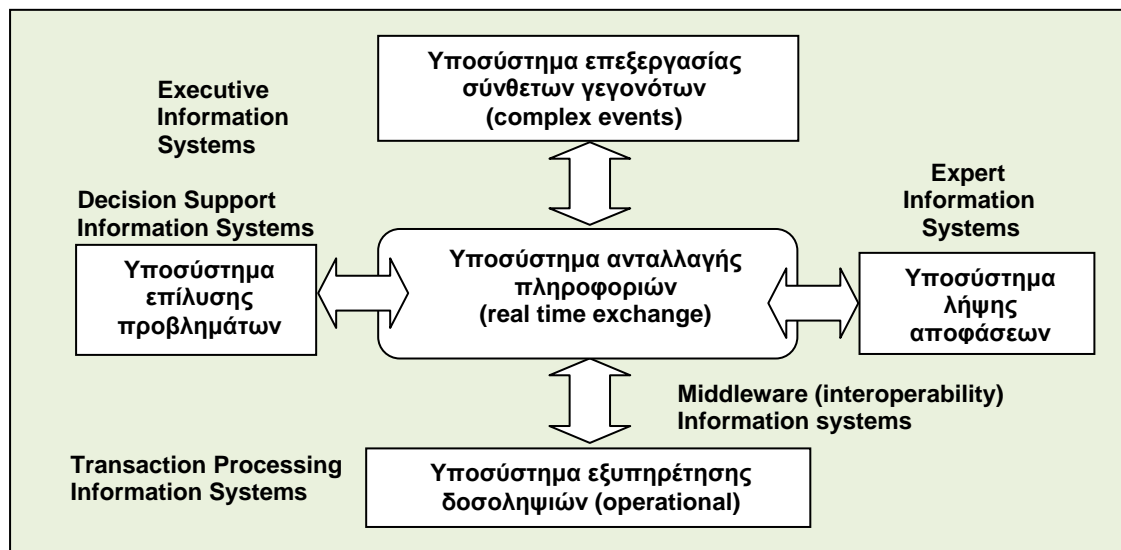 Υποσύστημα επεξεργασίας
σύνθετων γεγονότων
(complex events)
Executive
Information
Systems
Expert
Information
Systems
Decision Support
Information Systems
Υποσύστημα
επίλυσης
προβλημάτων
Υποσύστημα ανταλλαγής
πληροφοριών
(real time exchange)
Υποσύστημα
λήψης
αποφάσεων
Middleware (interoperability)
Information systems
Transaction Processing
Information Systems
Υποσύστημα εξυπηρέτησης
δοσοληψιών (operational)